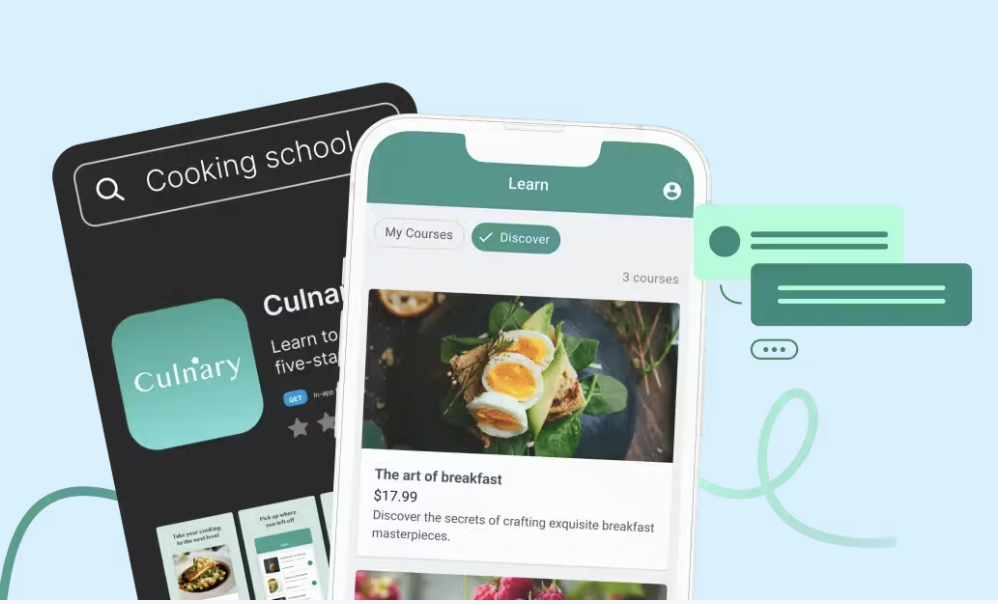 Cooking school
Culnary
Culna
Learn to
five-sta
GET
In-app
Take your cooking
to the next level
Pick up where
you left off
Learn
My Courses
Discover
3 courses
The art of breakfast
$17.99
Discover the secrets of crafting exquisite breakfast
masterpieces.